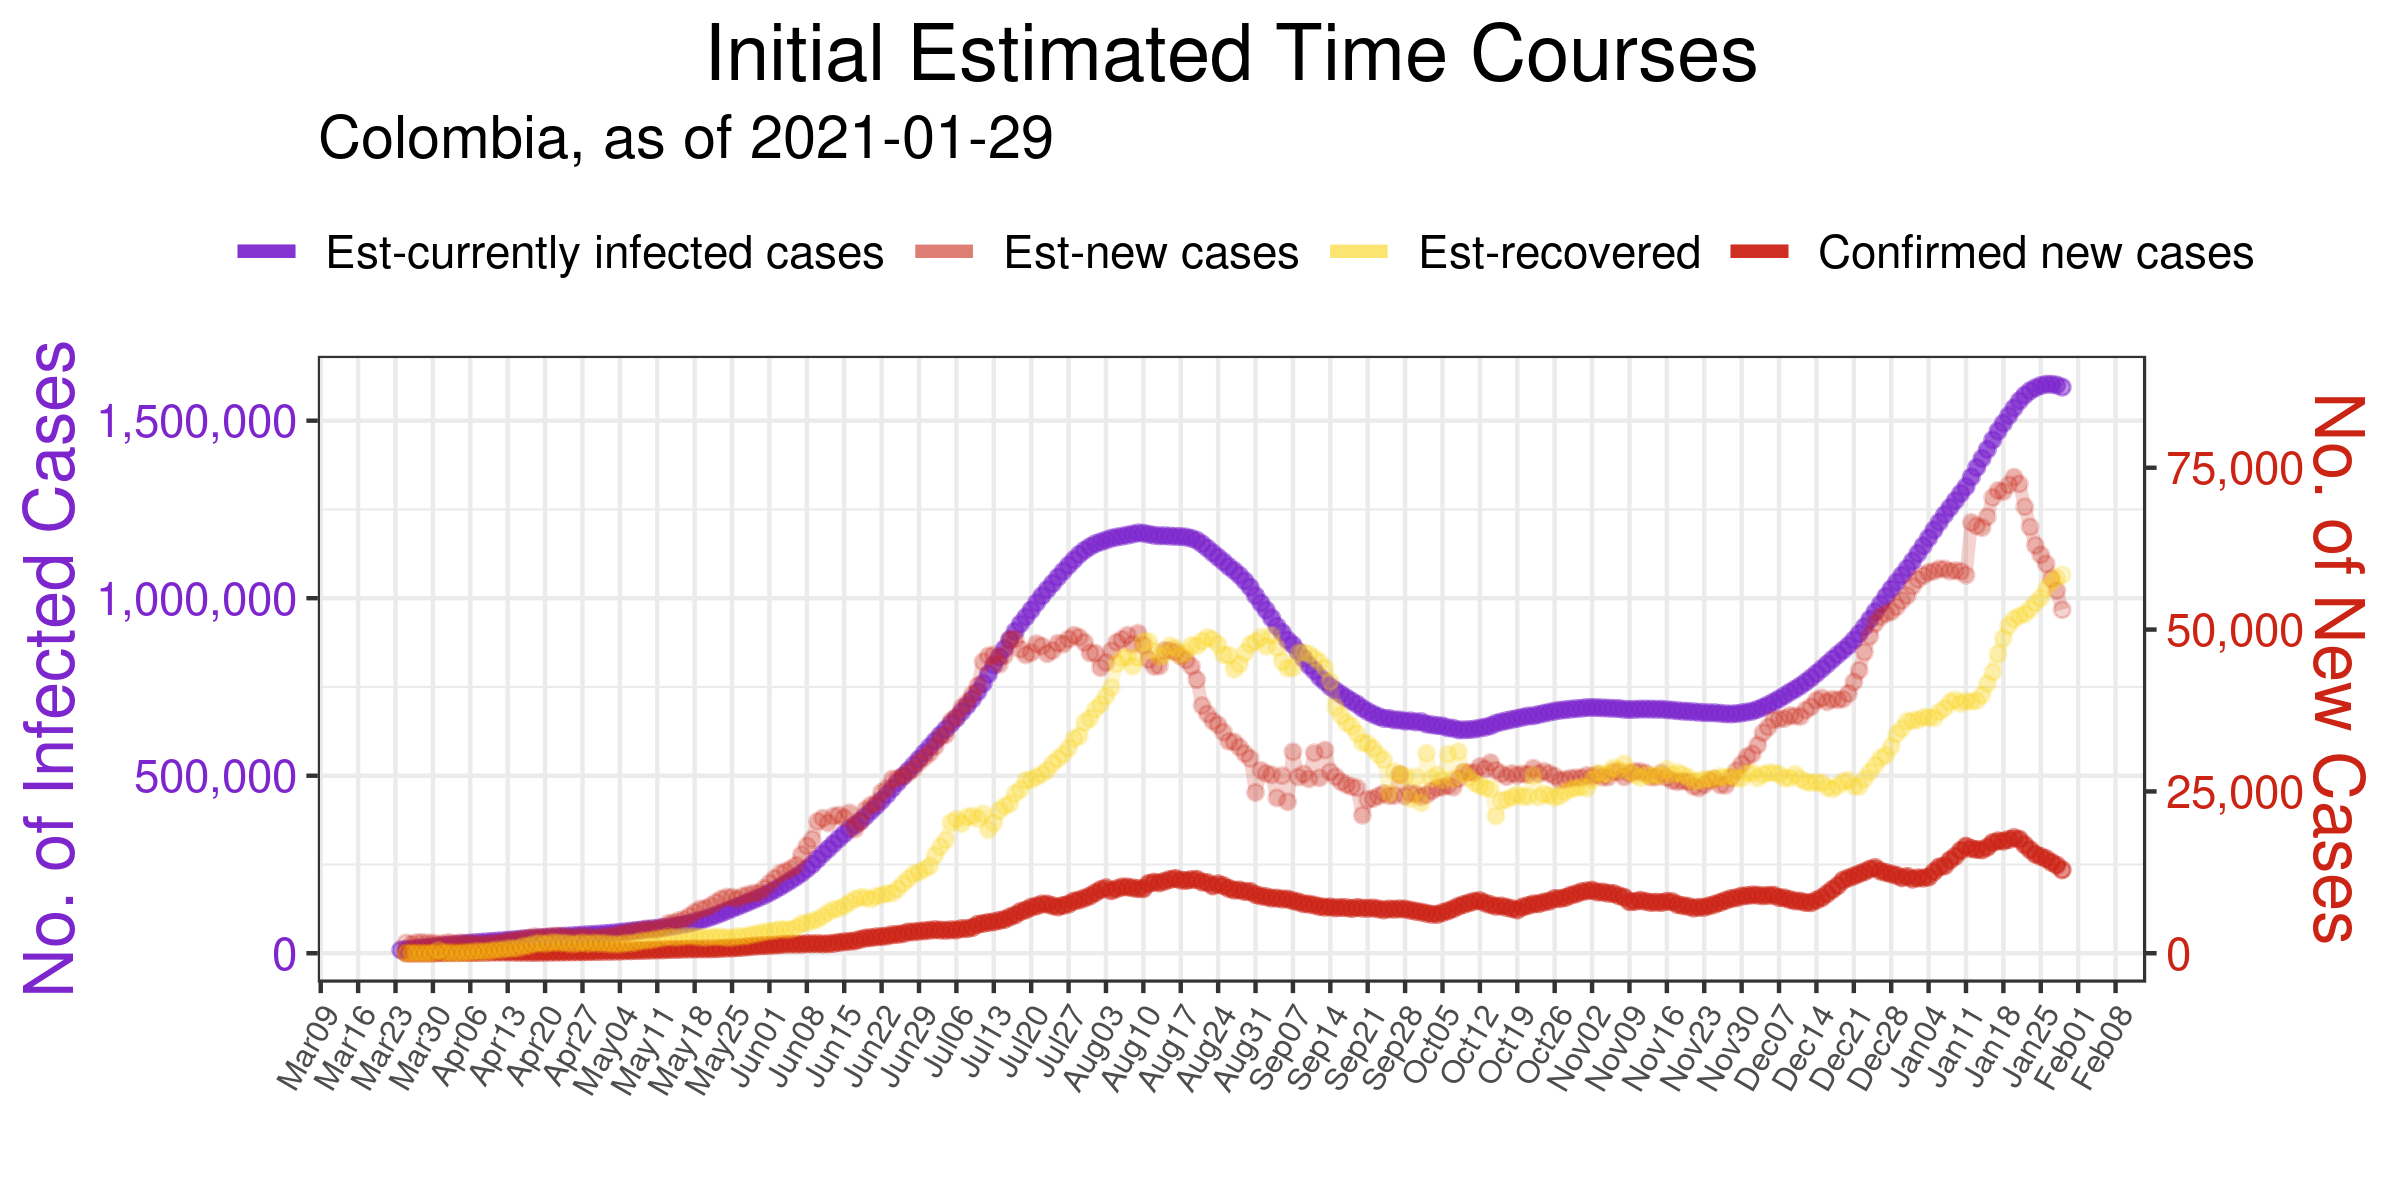 Initial Estimated Time Courses
Colombia, as of 2021-01-29
Est-currently infected cases
Est-new cases
Est-recovered
Confirmed new cases
No. of Infected Cases
1,500,000
1,000,000
500,000
0
75,000
50,000
25,000
0
No. of New Cases
Mar09
Mar16
Mar23
Mar30
Apr06
Apr13
Apr20
Apr27
May04
May11
May18
May25
Jun01
Jun08
Jun15
Jun22
Jun29
Jul06
Jul13
Jul20
Jul27
Aug03
Aug10
Aug17
Aug24
Aug31
Sep07
Sep14
Sep21
Sep28
Oct05
Oct12
Oct19
Oct26
Nov02
Nov09
Nov16
Nov23
Nov30
Dec07
Dec14
Dec21
Dec28
Jan04
Jan11
Jan18
Jan25
Feb01
Feb08